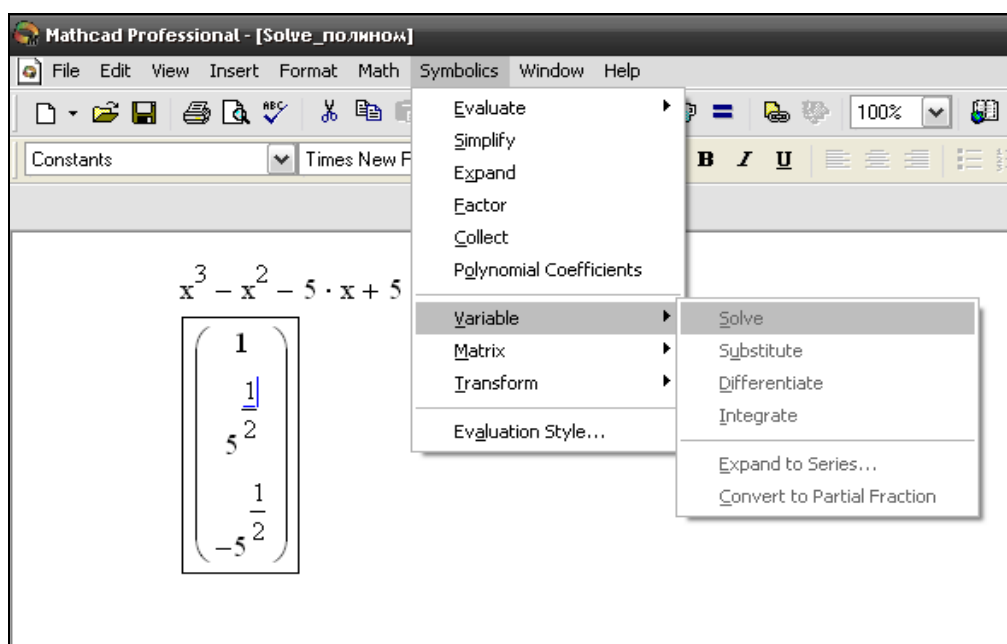 Mathcad Professional - [Solve_полином]
File Edit View Insert Format Math Symbolics Window Help
100%
Constants Times New F B I U
Evaluate
Simplify
Expand
Factor
Collect
Polynomial Coefficients
Variable
Matrix
Transform
Evaluation Style...
Solve
Substitute
Differentiate
Integrate
Expand to Series...
Convert to Partial Fraction
x³ − x² − 5 · x + 5
1
5^(1/2)
−5^(1/2)